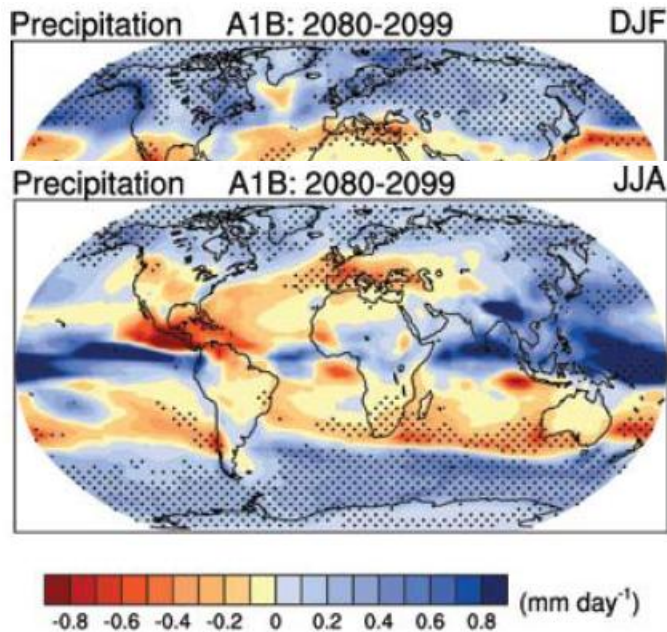 Precipitation A1B: 2080-2099 DJF
Precipitation A1B: 2080-2099 JJA
-0.8 -0.6 -0.4 -0.2 0 0.2 0.4 0.6 0.8 (mm day⁻¹)